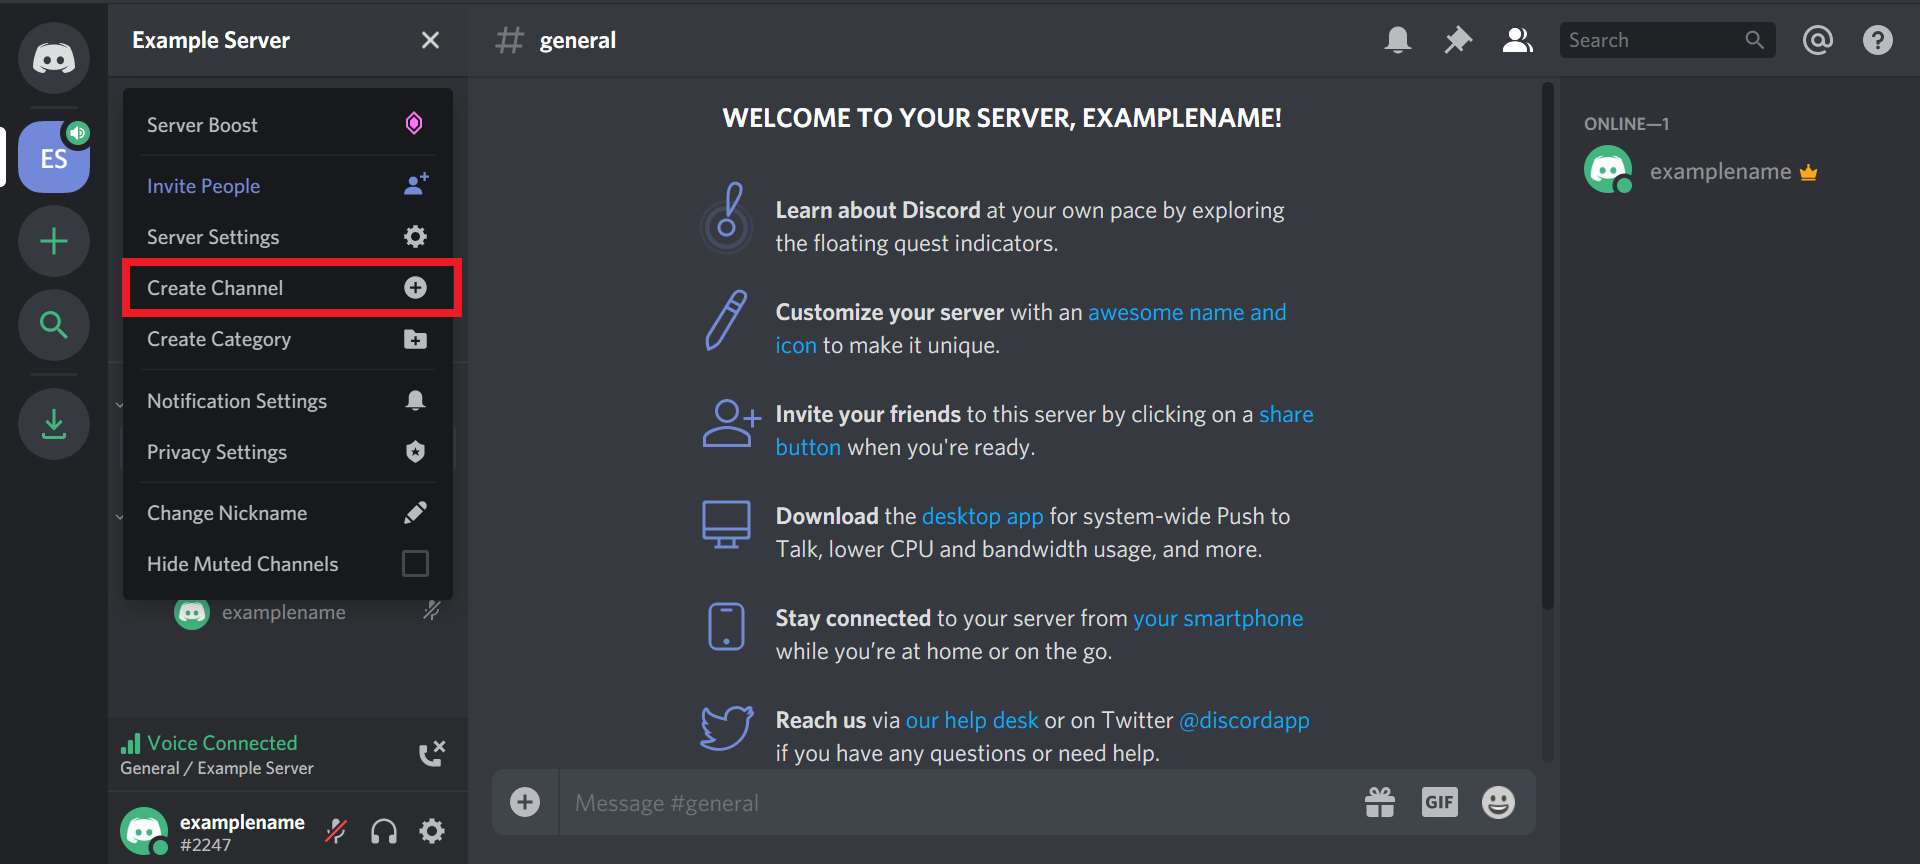 Example Server
general
Search
ES
Server Boost
Invite People
Server Settings
Create Channel
Create Category
Notification Settings
Privacy Settings
Change Nickname
Hide Muted Channels
examplename
Voice Connected
General / Example Server
examplename
#2247
WELCOME TO YOUR SERVER, EXAMPLENAME!
Learn about Discord at your own pace by exploring
the floating quest indicators.
Customize your server with an awesome name and
icon to make it unique.
Invite your friends to this server by clicking on a share
button when you're ready.
Download the desktop app for system-wide Push to
Talk, lower CPU and bandwidth usage, and more.
Stay connected to your server from your smartphone
while you’re at home or on the go.
Reach us via our help desk or on Twitter @discordapp
if you have any questions or need help.
Message #general
GIF
ONLINE—1
examplename